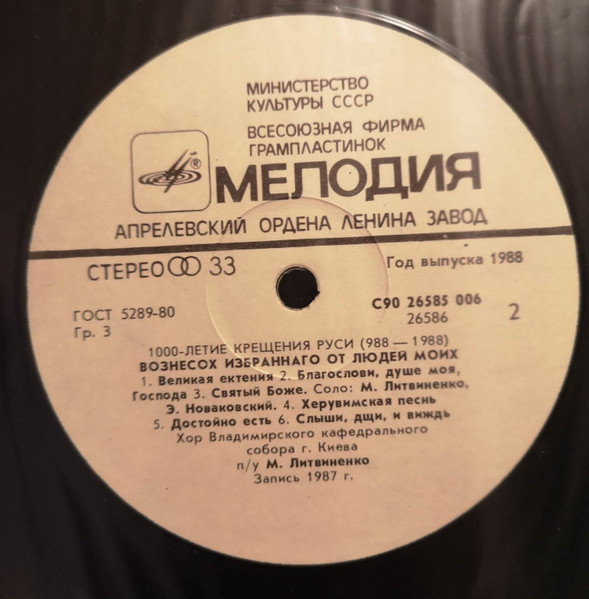 МИНИСТЕРСТВО
КУЛЬТУРЫ СССР
ВСЕСОЮЗНАЯ ФИРМА
ГРАМПЛАСТИНОК
®
МЕЛОДИЯ
АПРЕЛЕВСКИЙ ОРДЕНА ЛЕНИНА ЗАВОД
СТЕРЕО 33
Год выпуска 1988
ГОСТ 5289-80
Гр. 3
С90 26585 006
26586
2
1000-ЛЕТИЕ КРЕЩЕНИЯ РУСИ (988 — 1988)
ВОЗНЕСОХ ИЗБРАННАГО ОТ ЛЮДЕЙ МОИХ
1. Великая ектения 2. Благослови, душе моя,
Господа 3. Святый Боже. Соло: М. Литвиненко,
Э. Новаковский. 4. Херувимская песнь
5. Достойно есть 6. Слыши, дщи, и виждь
Хор Владимирского кафедрального
собора г. Киева
п/у М. Литвиненко
Запись 1987 г.